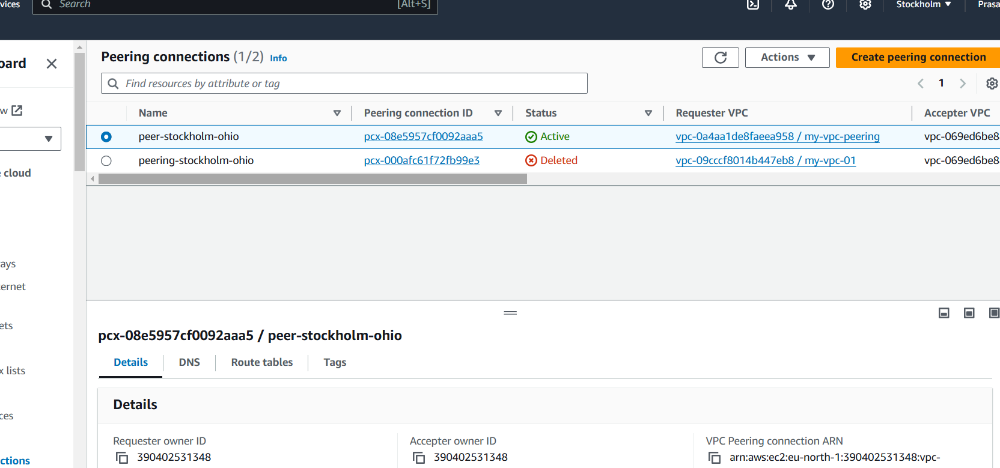 vices Search [Alt+S] Stockholm Prasa
oard
Peering connections (1/2) Info Actions Create peering connection
Find resources by attribute or tag 1
w
Name Peering connection ID Status Requester VPC Accepter VPC
peer-stockholm-ohio pcx-08e5957cf0092aaa5 Active vpc-0a4aa1de8faeea958 / my-vpc-peering vpc-069ed6be8
peering-stockholm-ohio pcx-000afc61f72fb99e3 Deleted vpc-09cccf8014b447eb8 / my-vpc-01 vpc-069ed6be8
e cloud
ays
ternet
ets
x lists
ces
ctions
pcx-08e5957cf0092aaa5 / peer-stockholm-ohio
Details DNS Route tables Tags
Details
Requester owner ID Accepter owner ID VPC Peering connection ARN
390402531348 390402531348 arn:aws:ec2:eu-north-1:390402531348:vpc-